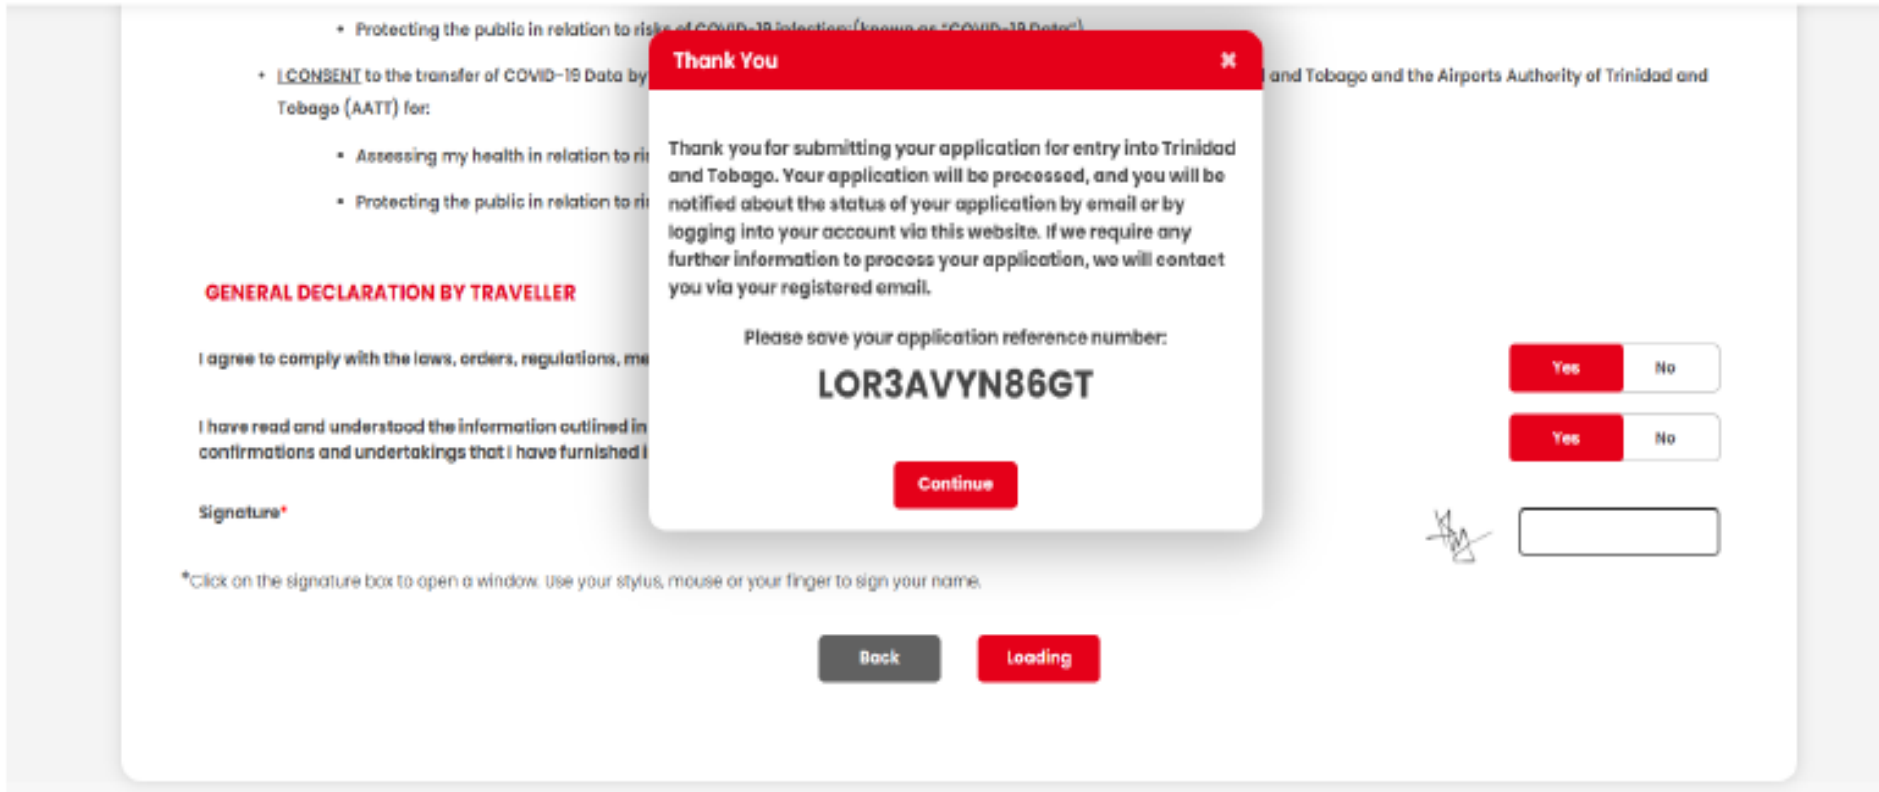 • Protecting the public in relation to risks of COVID-19 infection; (known as "COVID-19 Data")
• I CONSENT to the transfer of COVID-19 Data by
and Tobago and the Airports Authority of Trinidad and
Tobago (AATT) for:
• Assessing my health in relation to
• Protecting the public in relation to
Thank You
Thank you for submitting your application for entry into Trinidad
and Tobago. Your application will be processed, and you will be
notified about the status of your application by email or by
logging into your account via this website. If we require any
further information to process your application, we will contact
you via your registered email.
Please save your application reference number:
LOR3AVYN86GT
Continue
GENERAL DECLARATION BY TRAVELLER
I agree to comply with the laws, orders, regulations, me
Yes No
I have read and understood the information outlined in
confirmations and undertakings that I have furnished
Yes No
Signature*
*Click on the signature box to open a window. Use your stylus, mouse or your finger to sign your name.
Back
Loading